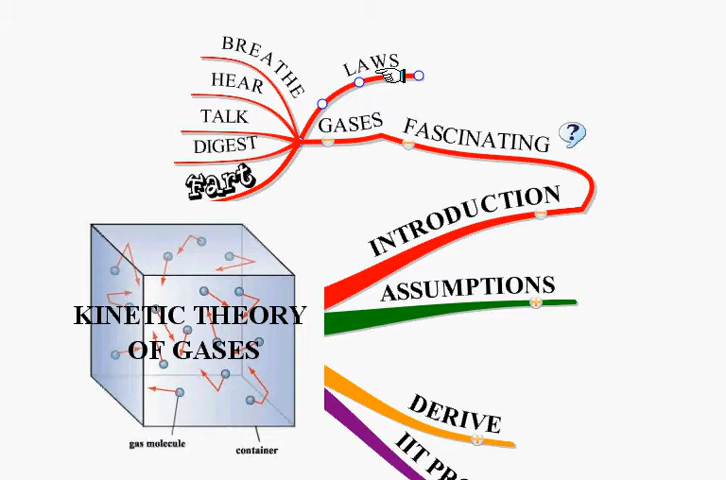 BREATHE
HEAR
TALK
DIGEST
Fart
LAWS
GASES
FASCINATING
?
INTRODUCTION
ASSUMPTIONS
KINETIC THEORY
OF GASES
gas molecule
container
DERIVE